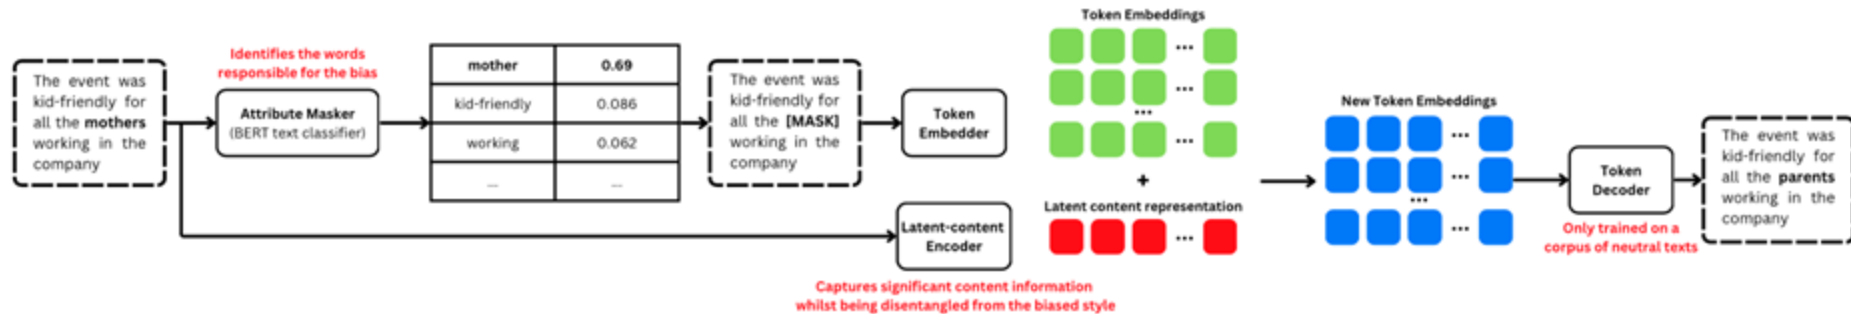 The event was
kid-friendly for
all the mothers
working in the
company
Identifies the words
responsible for the bias
Attribute Masker
(BERT text classifier)
mother 0.69
kid-friendly 0.086
working 0.062
... ...
The event was
kid-friendly for
all the [MASK]
working in the
company
Token
Embedder
Latent-content
Encoder
Captures significant content information
whilst being disentangled from the biased style
Token Embeddings
...
...
...
...
+
Latent content representation
...
New Token Embeddings
...
...
...
...
Token
Decoder
Only trained on a
corpus of neutral texts
The event was
kid-friendly for
all the parents
working in the
company